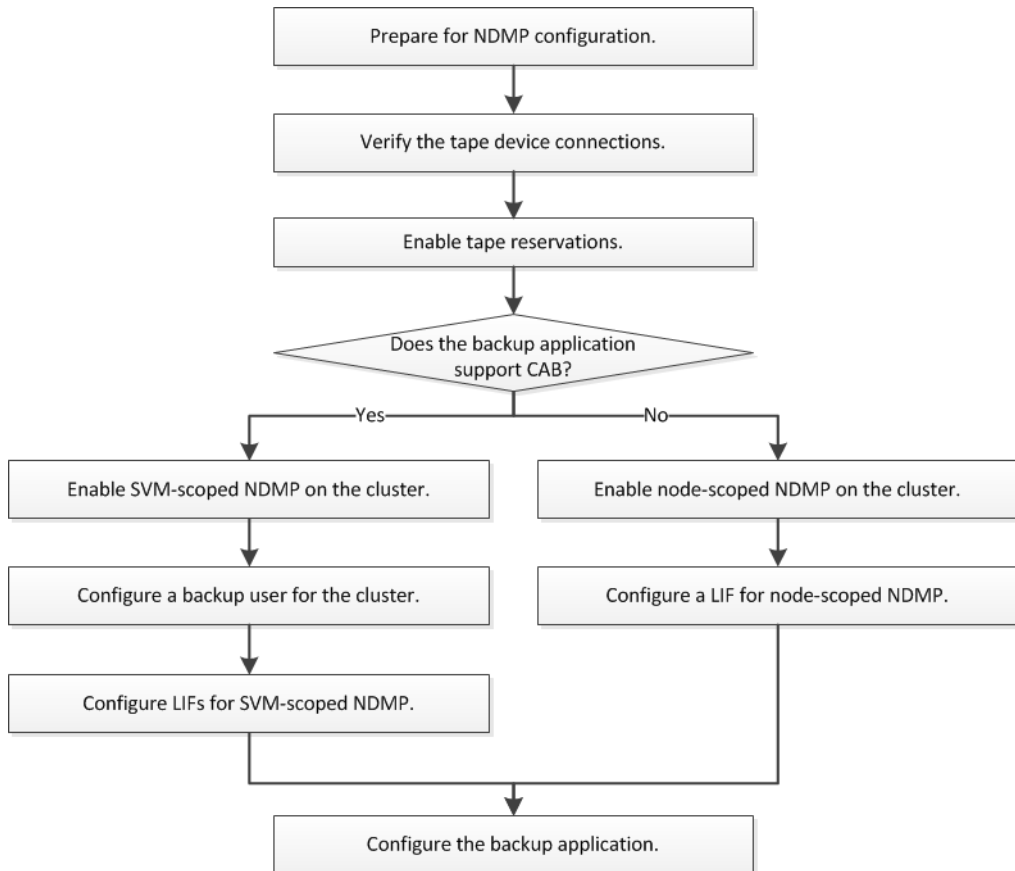 Prepare for NDMP configuration.
Verify the tape device connections.
Enable tape reservations.
Does the backup application
support CAB?
Yes
No
Enable SVM-scoped NDMP on the cluster.
Enable node-scoped NDMP on the cluster.
Configure a backup user for the cluster.
Configure a LIF for node-scoped NDMP.
Configure LIFs for SVM-scoped NDMP.
Configure the backup application.